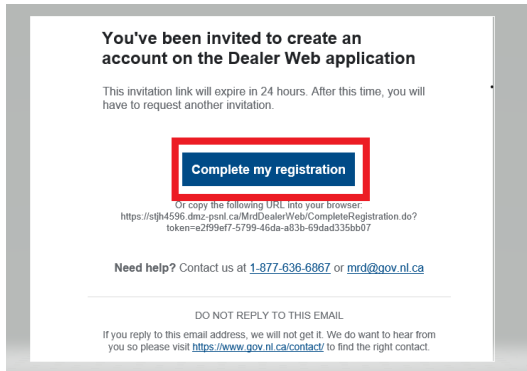 You've been invited to create an
account on the Dealer Web application
This invitation link will expire in 24 hours. After this time, you will
have to request another invitation.
Complete my registration
Or copy the following URL into your browser:
https://stjh4596.dmz-psnl.ca/MrdDealerWeb/CompleteRegistration.do?
token=e2f99ef7-5799-46da-a83b-69dad335bb07
Need help? Contact us at 1-877-636-6867 or mrd@gov.nl.ca
DO NOT REPLY TO THIS EMAIL
If you reply to this email address, we will not get it. We do want to hear from
you so please visit https://www.gov.nl.ca/contact/ to find the right contact.